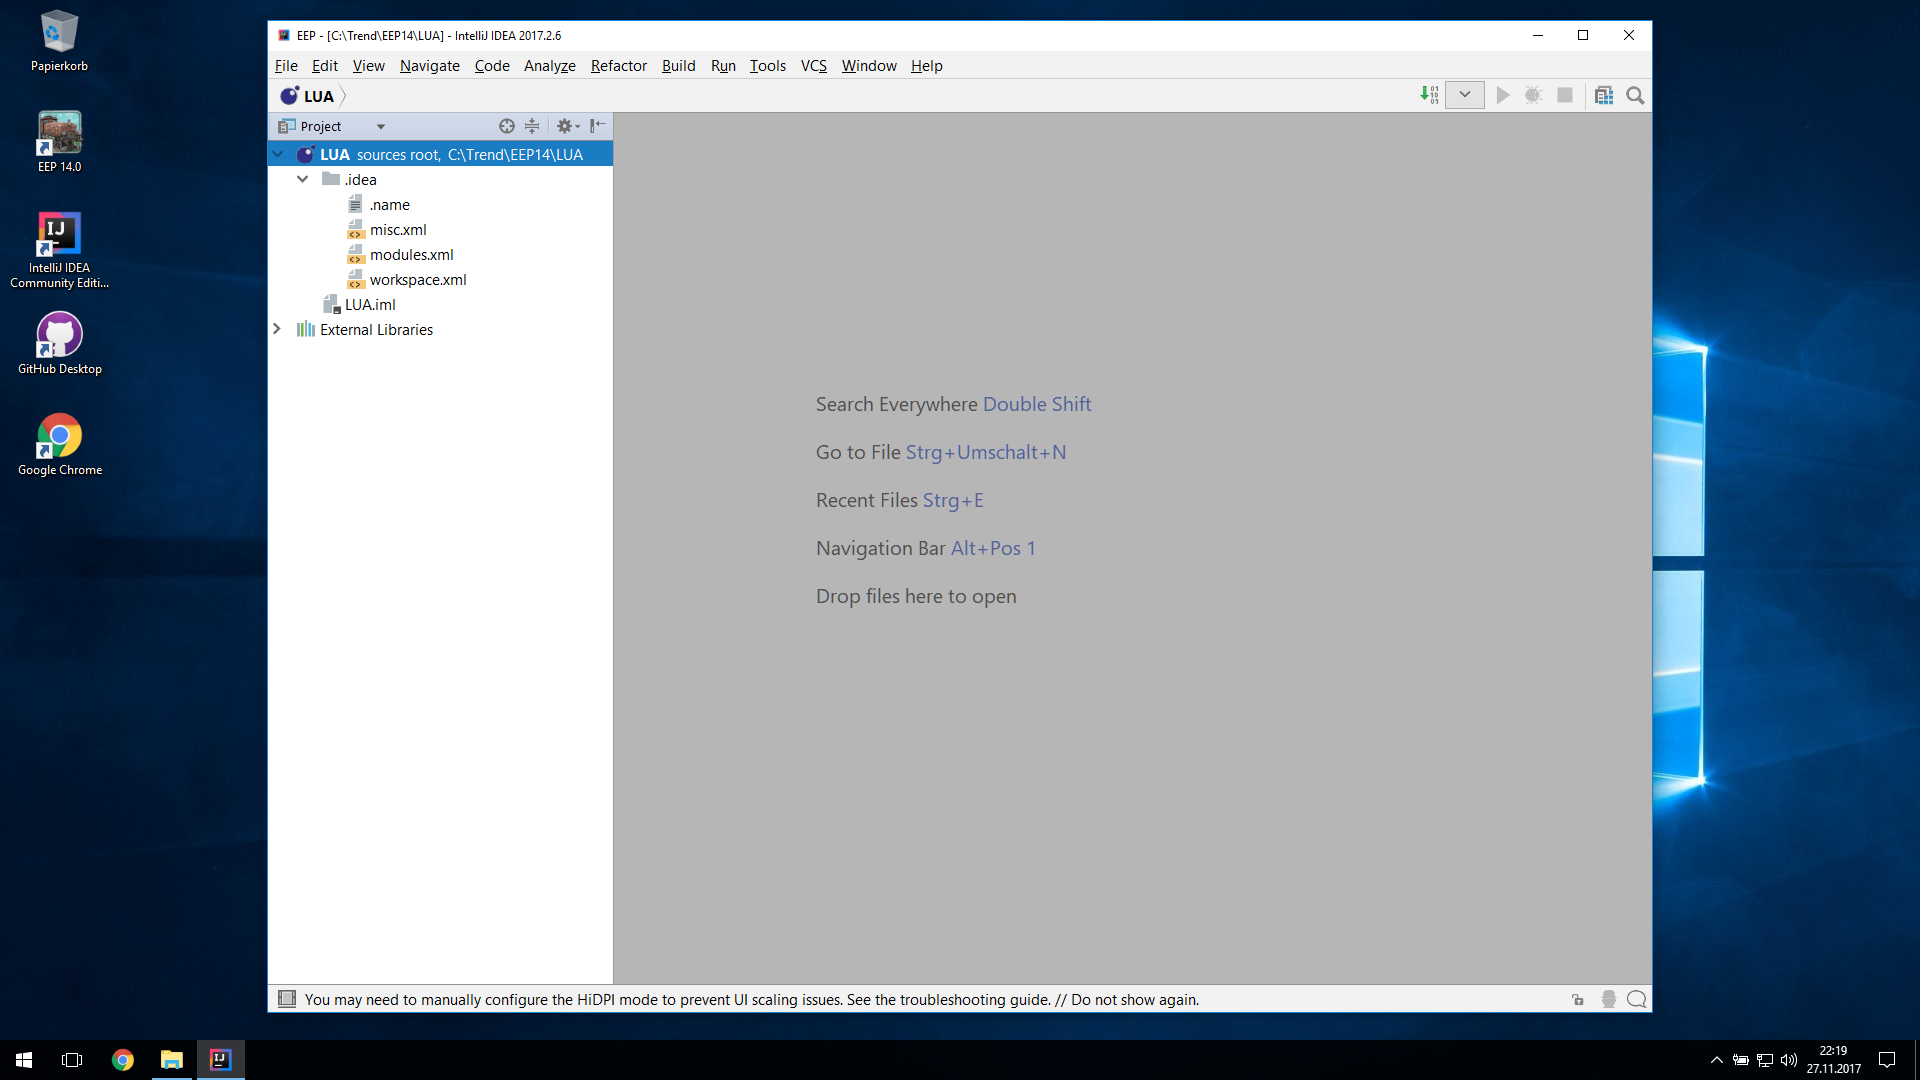 Papierkorb
EEP 14.0
IntelliJ IDEA
Community Editi...
GitHub Desktop
Google Chrome
EEP - [C:\Trend\EEP14\LUA] - IntelliJ IDEA 2017.2.6
File Edit View Navigate Code Analyze Refactor Build Run Tools VCS Window Help
LUA
Project
LUA sources root, C:\Trend\EEP14\LUA
.idea
.name
misc.xml
modules.xml
workspace.xml
LUA.iml
External Libraries
Search Everywhere Double Shift
Go to File Strg+Umschalt+N
Recent Files Strg+E
Navigation Bar Alt+Pos 1
Drop files here to open
You may need to manually configure the HiDPI mode to prevent UI scaling issues. See the troubleshooting guide. // Do not show again.
22:19
27.11.2017